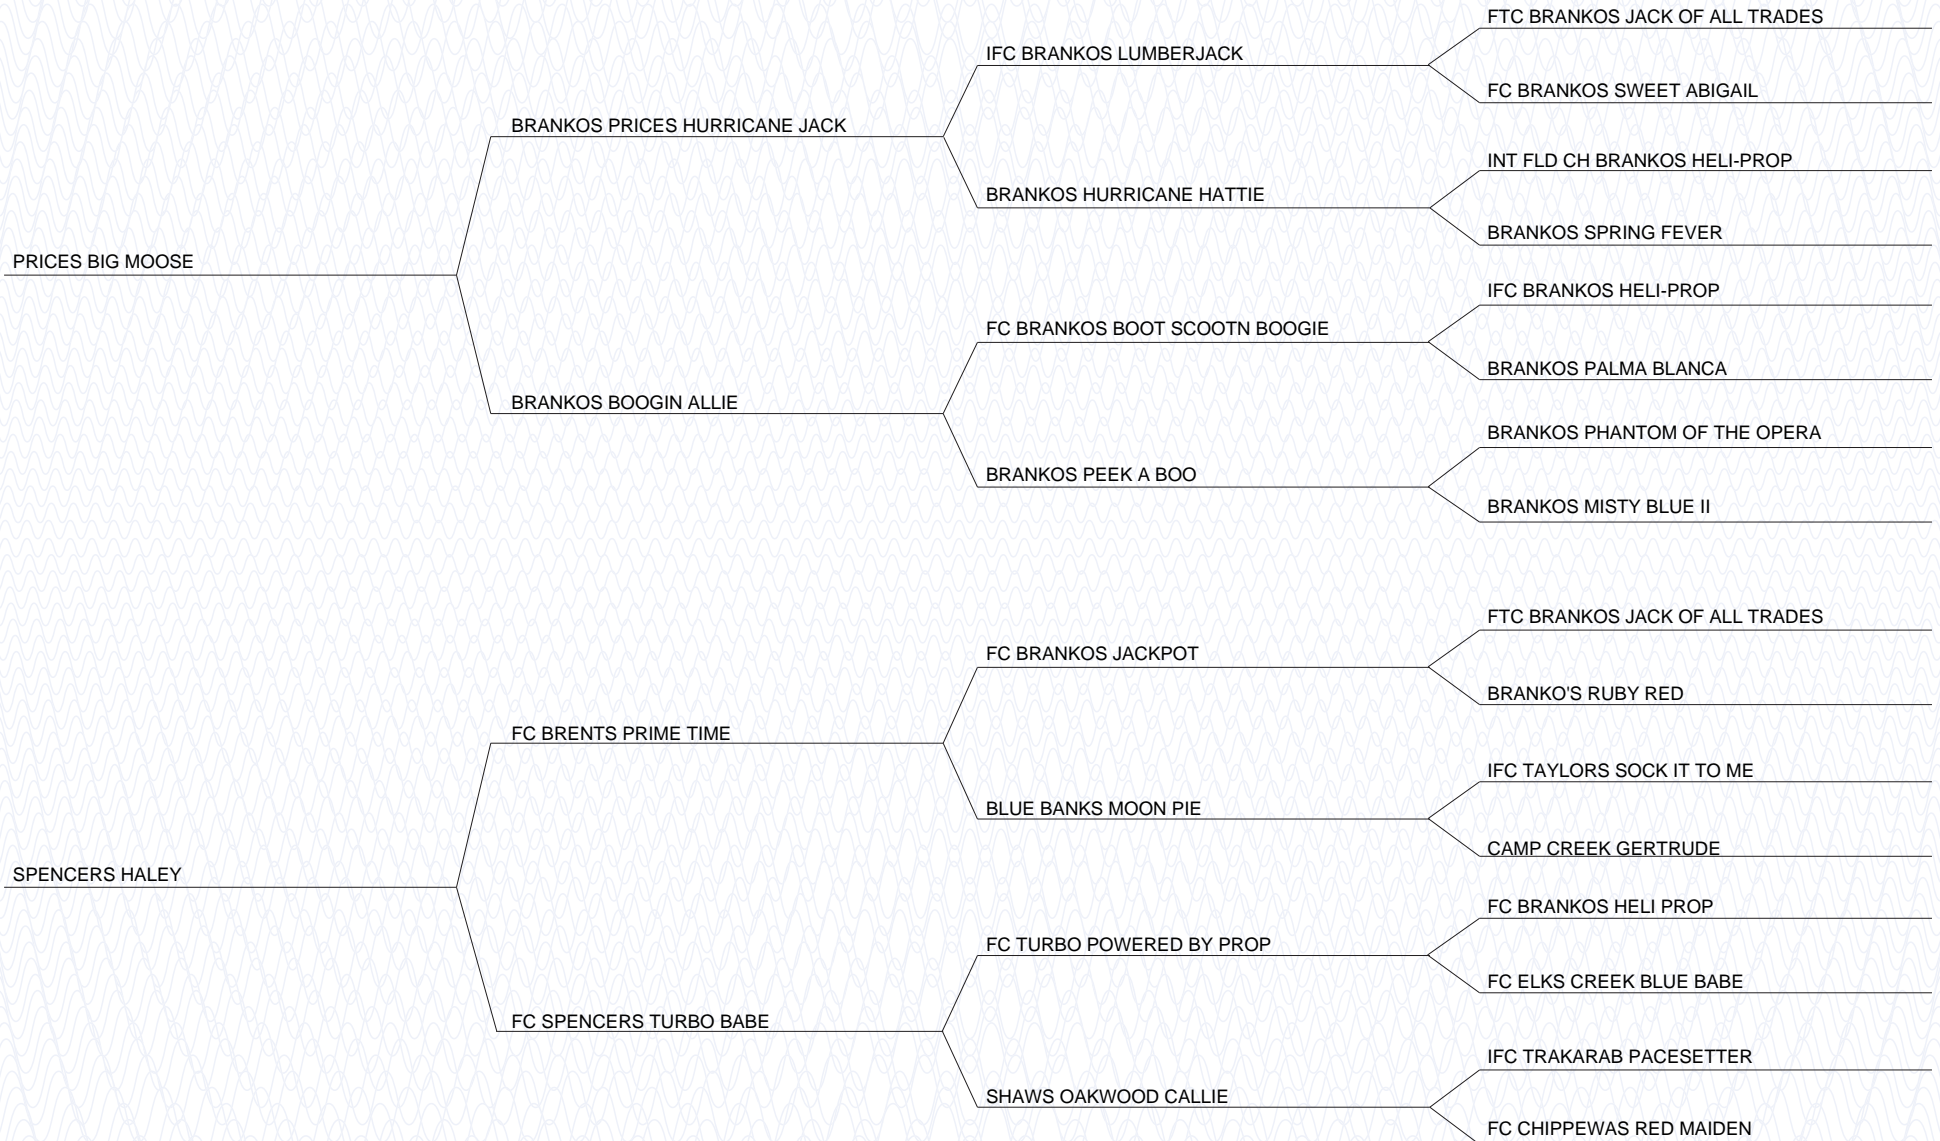 FTC BRANKOS JACK OF ALL TRADES
IFC BRANKOS LUMBERJACK
FC BRANKOS SWEET ABIGAIL
BRANKOS PRICES HURRICANE JACK
INT FLD CH BRANKOS HELI-PROP
BRANKOS HURRICANE HATTIE
BRANKOS SPRING FEVER
PRICES BIG MOOSE
IFC BRANKOS HELI-PROP
FC BRANKOS BOOT SCOOTN BOOGIE
BRANKOS PALMA BLANCA
BRANKOS BOOGIN ALLIE
BRANKOS PHANTOM OF THE OPERA
BRANKOS PEEK A BOO
BRANKOS MISTY BLUE II
FTC BRANKOS JACK OF ALL TRADES
FC BRANKOS JACKPOT
BRANKO'S RUBY RED
FC BRENTS PRIME TIME
IFC TAYLORS SOCK IT TO ME
BLUE BANKS MOON PIE
CAMP CREEK GERTRUDE
SPENCERS HALEY
FC BRANKOS HELI PROP
FC TURBO POWERED BY PROP
FC ELKS CREEK BLUE BABE
FC SPENCERS TURBO BABE
IFC TRAKARAB PACESETTER
SHAWS OAKWOOD CALLIE
FC CHIPPEWAS RED MAIDEN